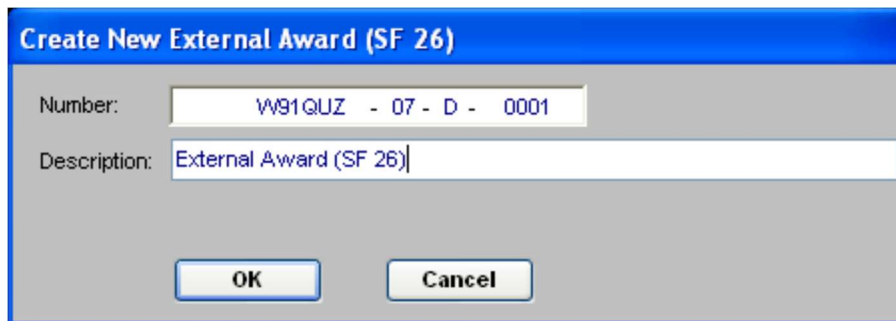 Create New External Award (SF 26)
Number: W91QUZ - 07 - D - 0001
Description: External Award (SF 26)
OK Cancel